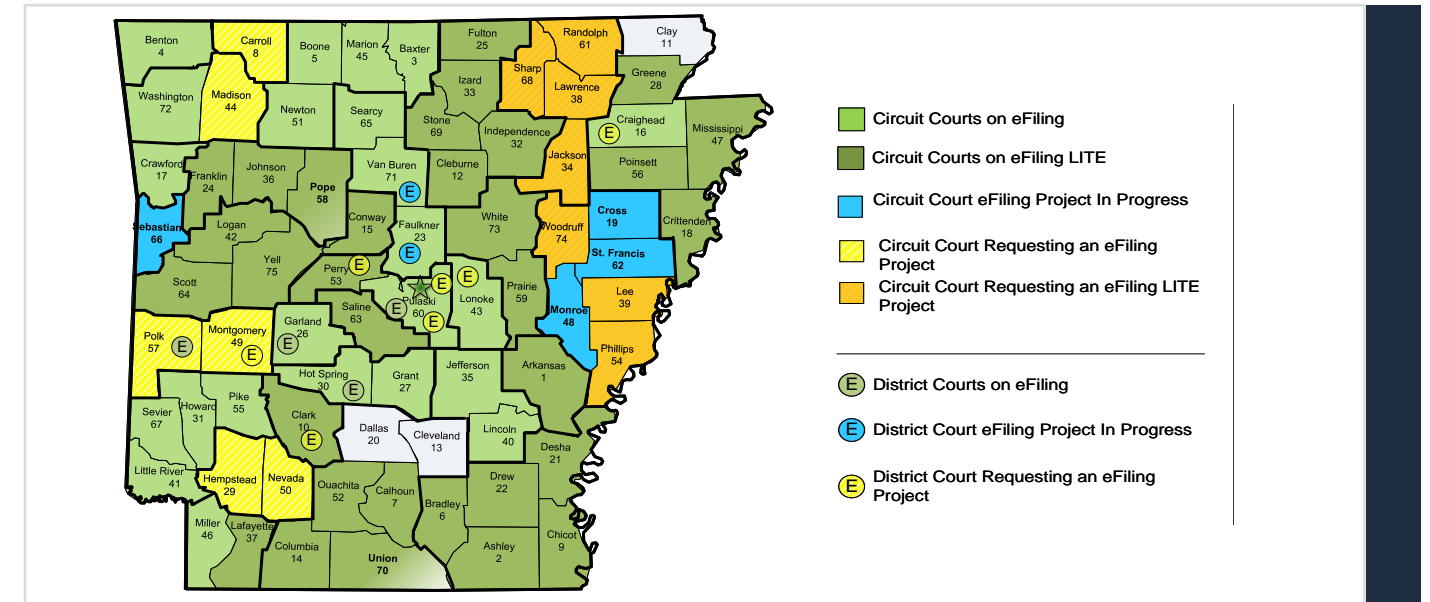 Benton
4
Carroll
8
Boone
5
Marion
45
Baxter
3
Fulton
25
Randolph
61
Clay
11
Sharp
68
Izard
33
Lawrence
38
Greene
28
Washington
72
Madison
44
Newton
51
Searcy
65
Stone
69
Independence
32
Craighead
16
E
Mississippi
47
Jackson
34
Crawford
17
Franklin
24
Johnson
36
Pope
58
Van Buren
71
E
Cleburne
12
Poinsett
56
Sebastian
66
Logan
42
Conway
15
Faulkner
23
E
White
73
Woodruff
74
Cross
19
Crittenden
18
St. Francis
62
Scott
64
Yell
75
Perry
53
E
Pulaski
60
E
E
E
Lonoke
43
E
Prairie
59
Monroe
48
Lee
39
Saline
63
Polk
57
E
Montgomery
49
E
Garland
26
E
Phillips
54
Hot Spring
30
E
Grant
27
Jefferson
35
Arkansas
1
Sevier
67
Howard
31
Pike
55
Clark
10
E
Dallas
20
Cleveland
13
Lincoln
40
Desha
21
Little River
41
Hempstead
29
Nevada
50
Ouachita
52
Calhoun
7
Bradley
6
Drew
22
Miller
46
Lafayette
37
Columbia
14
Union
70
Ashley
2
Chicot
9
Circuit Courts on eFiling
Circuit Courts on eFiling LITE
Circuit Court eFiling Project In Progress
Circuit Court Requesting an eFiling
Project
Circuit Court Requesting an eFiling LITE
Project
E District Courts on eFiling
E District Court eFiling Project In Progress
E District Court Requesting an eFiling
Project